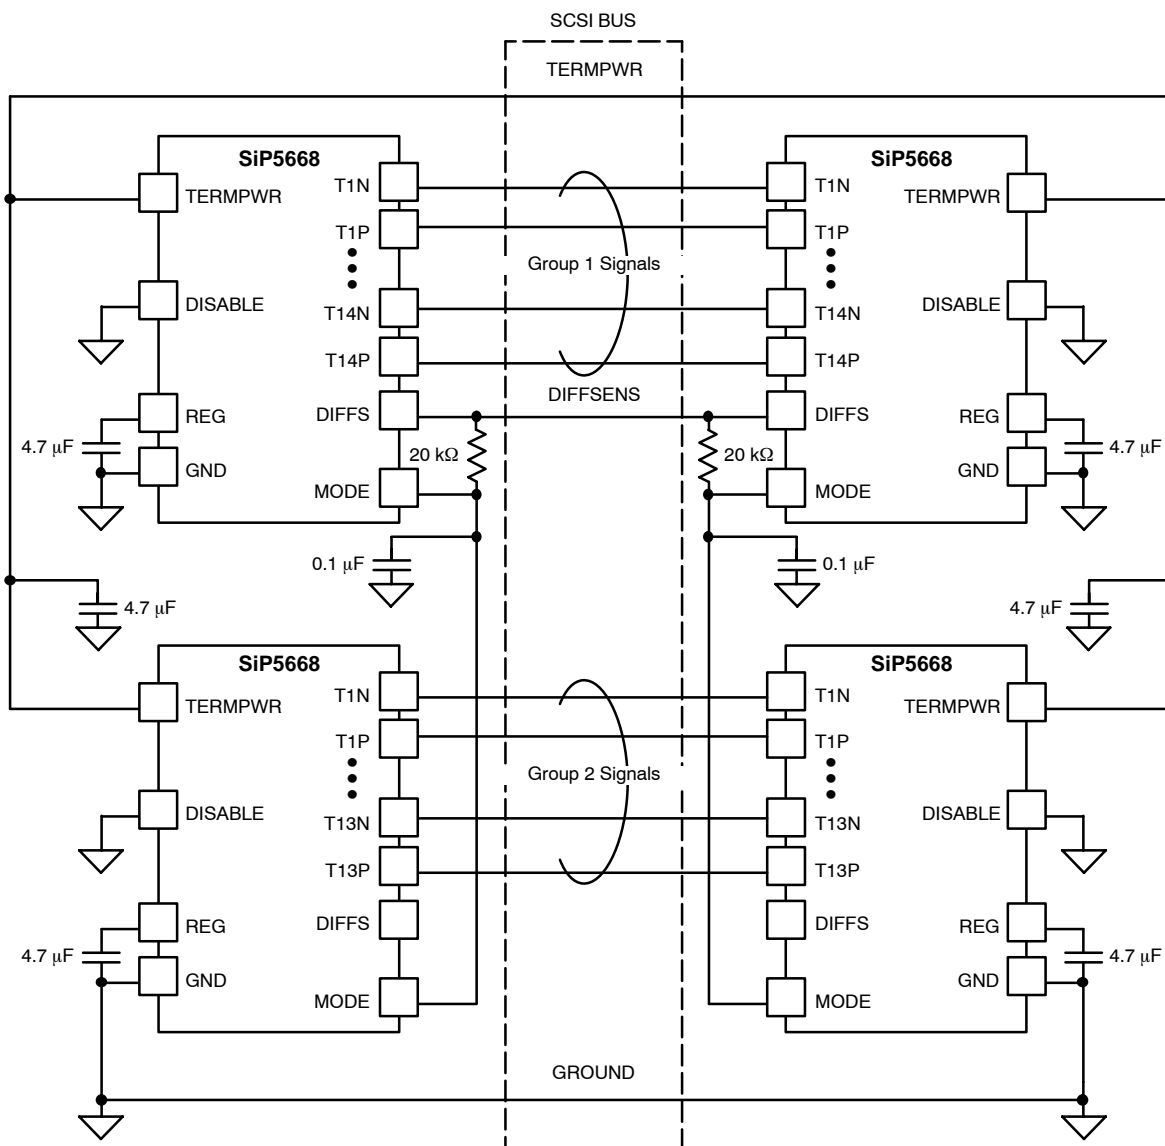 SCSI BUS
TERMPWR
SiP5668
TERMPWR
DISABLE
REG
4.7 μF
GND
T1N
T1P
T14N
T14P
DIFFS
MODE
Group 1 Signals
DIFFSENS
20 kΩ
20 kΩ
SiP5668
T1N
T1P
T14N
T14P
DIFFS
MODE
TERMPWR
DISABLE
REG
4.7 μF
GND
0.1 μF
0.1 μF
4.7 μF
4.7 μF
SiP5668
TERMPWR
DISABLE
REG
4.7 μF
GND
T1N
T1P
T13N
T13P
DIFFS
MODE
Group 2 Signals
SiP5668
T1N
T1P
T13N
T13P
DIFFS
MODE
TERMPWR
DISABLE
REG
4.7 μF
GND
GROUND